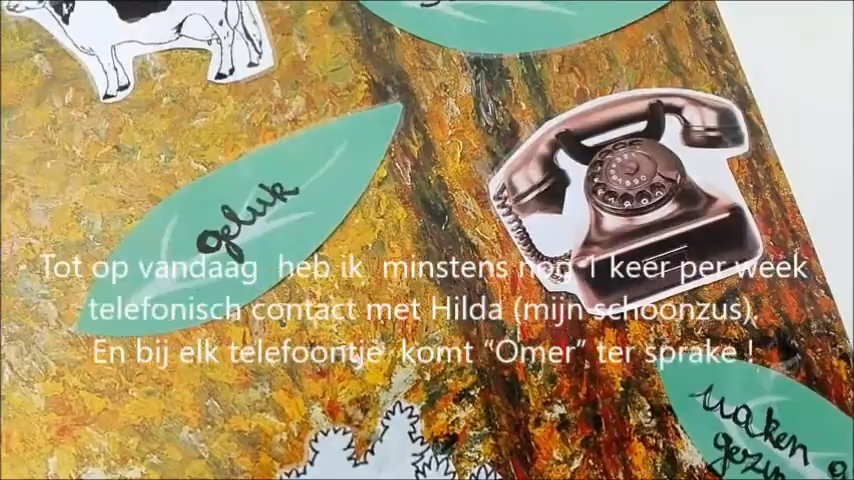 geluk
Tot op vandaag heb ik minstens nog 1 keer per week
telefonisch contact met Hilda (mijn schoonzus).
En bij elk telefoontje komt “Omer” ter sprake !
maken